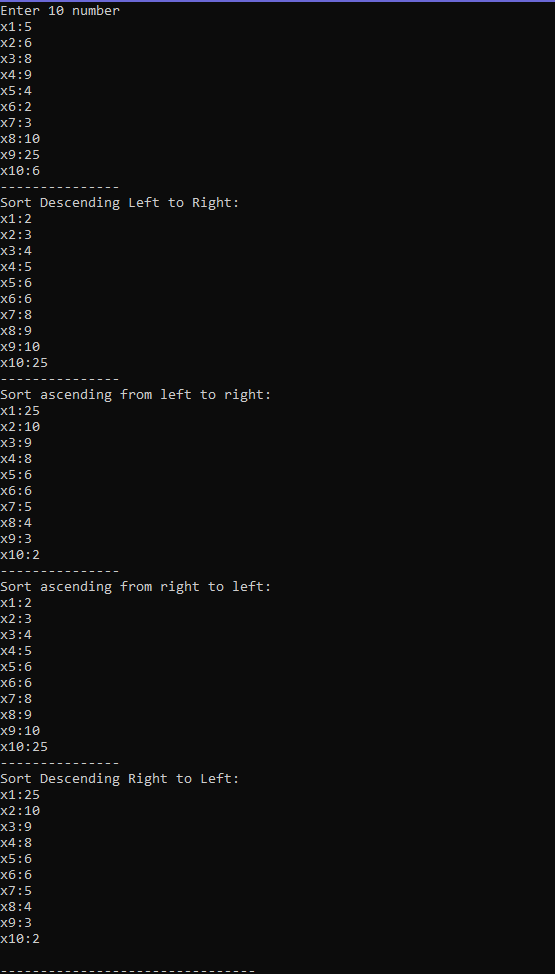 Enter 10 number
x1:5
x2:6
x3:8
x4:9
x5:4
x6:2
x7:3
x8:10
x9:25
x10:6
---------------
Sort Descending Left to Right:
x1:2
x2:3
x3:4
x4:5
x5:6
x6:6
x7:8
x8:9
x9:10
x10:25
---------------
Sort ascending from left to right:
x1:25
x2:10
x3:9
x4:8
x5:6
x6:6
x7:5
x8:4
x9:3
x10:2
---------------
Sort ascending from right to left:
x1:2
x2:3
x3:4
x4:5
x5:6
x6:6
x7:8
x8:9
x9:10
x10:25
---------------
Sort Descending Right to Left:
x1:25
x2:10
x3:9
x4:8
x5:6
x6:6
x7:5
x8:4
x9:3
x10:2
--------------------------------